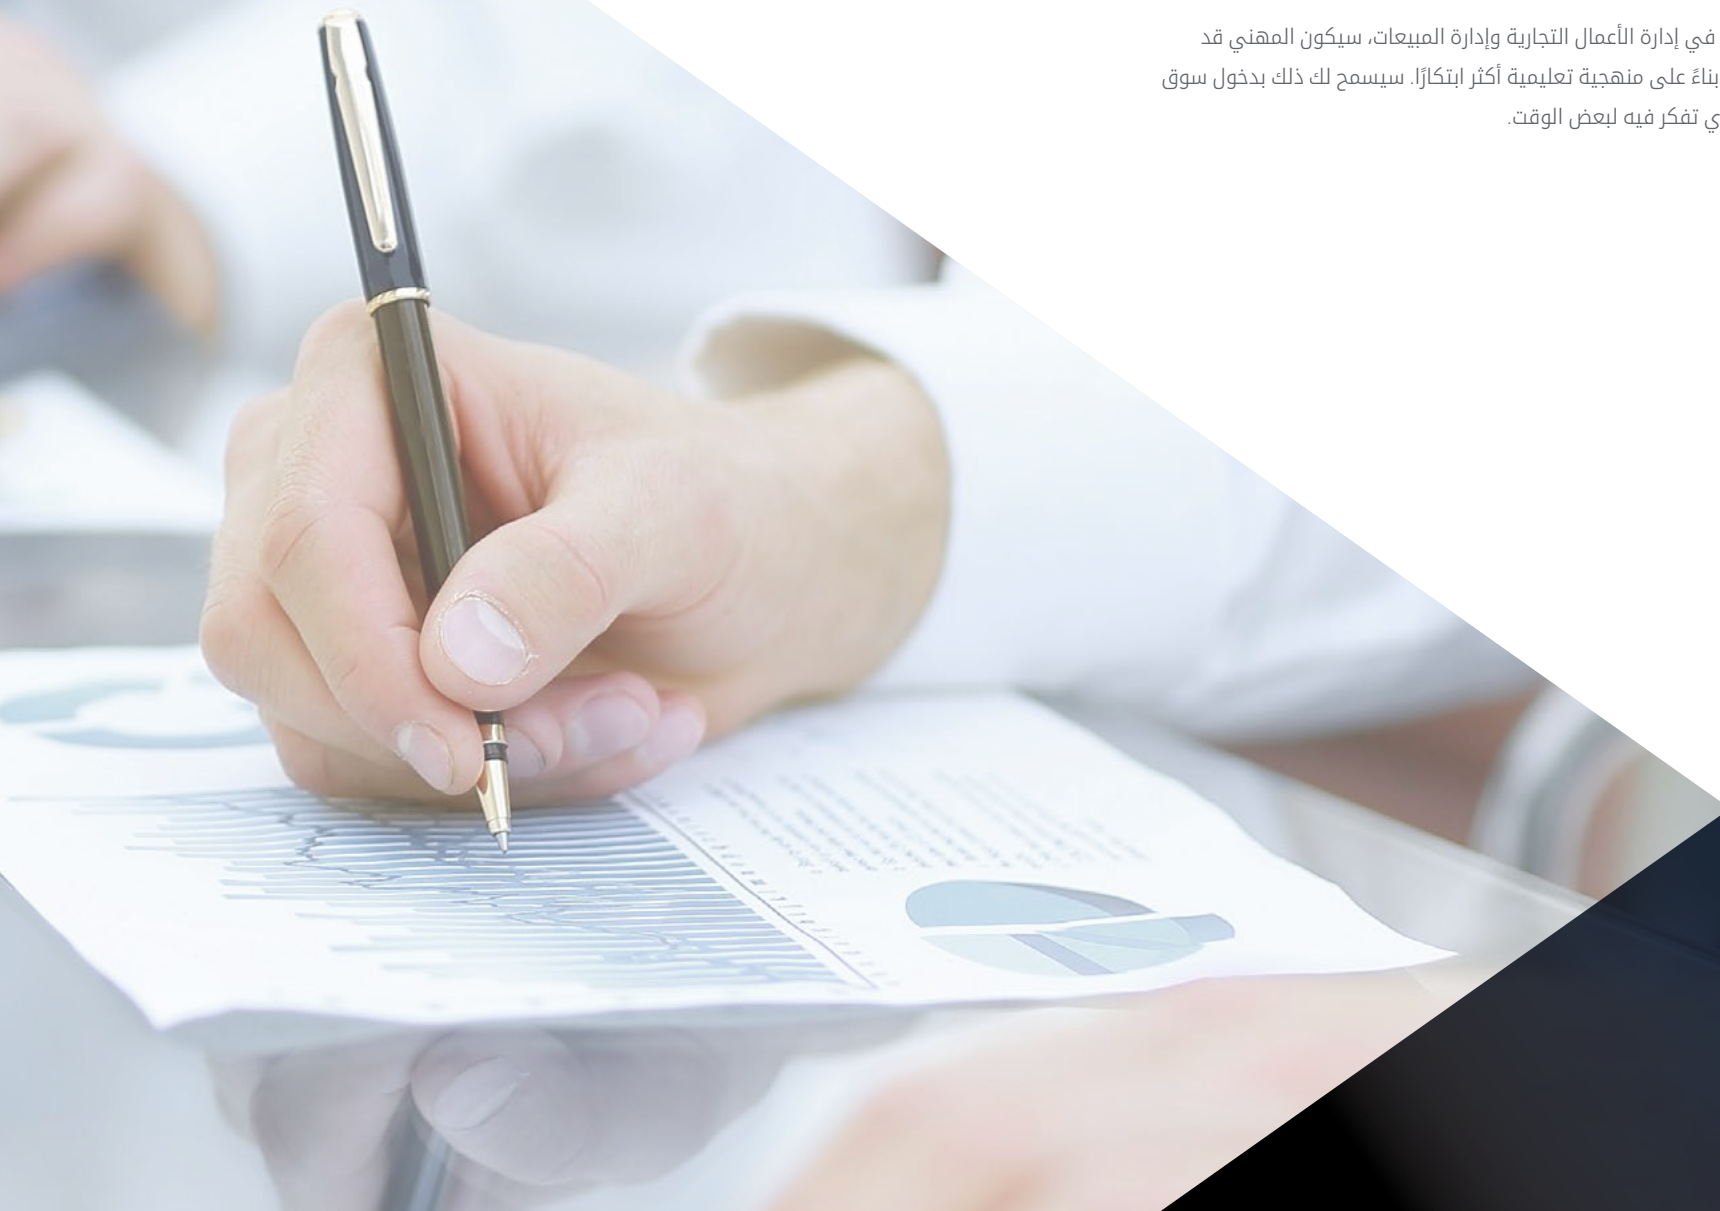 في إدارة الأعمال التجارية وإدارة المبيعات، سيكون المهني قد
بناءً على منهجية تعليمية أكثر ابتكارًا. سيسمح لك ذلك بدخول سوق
تفكر فيه لبعض الوقت.